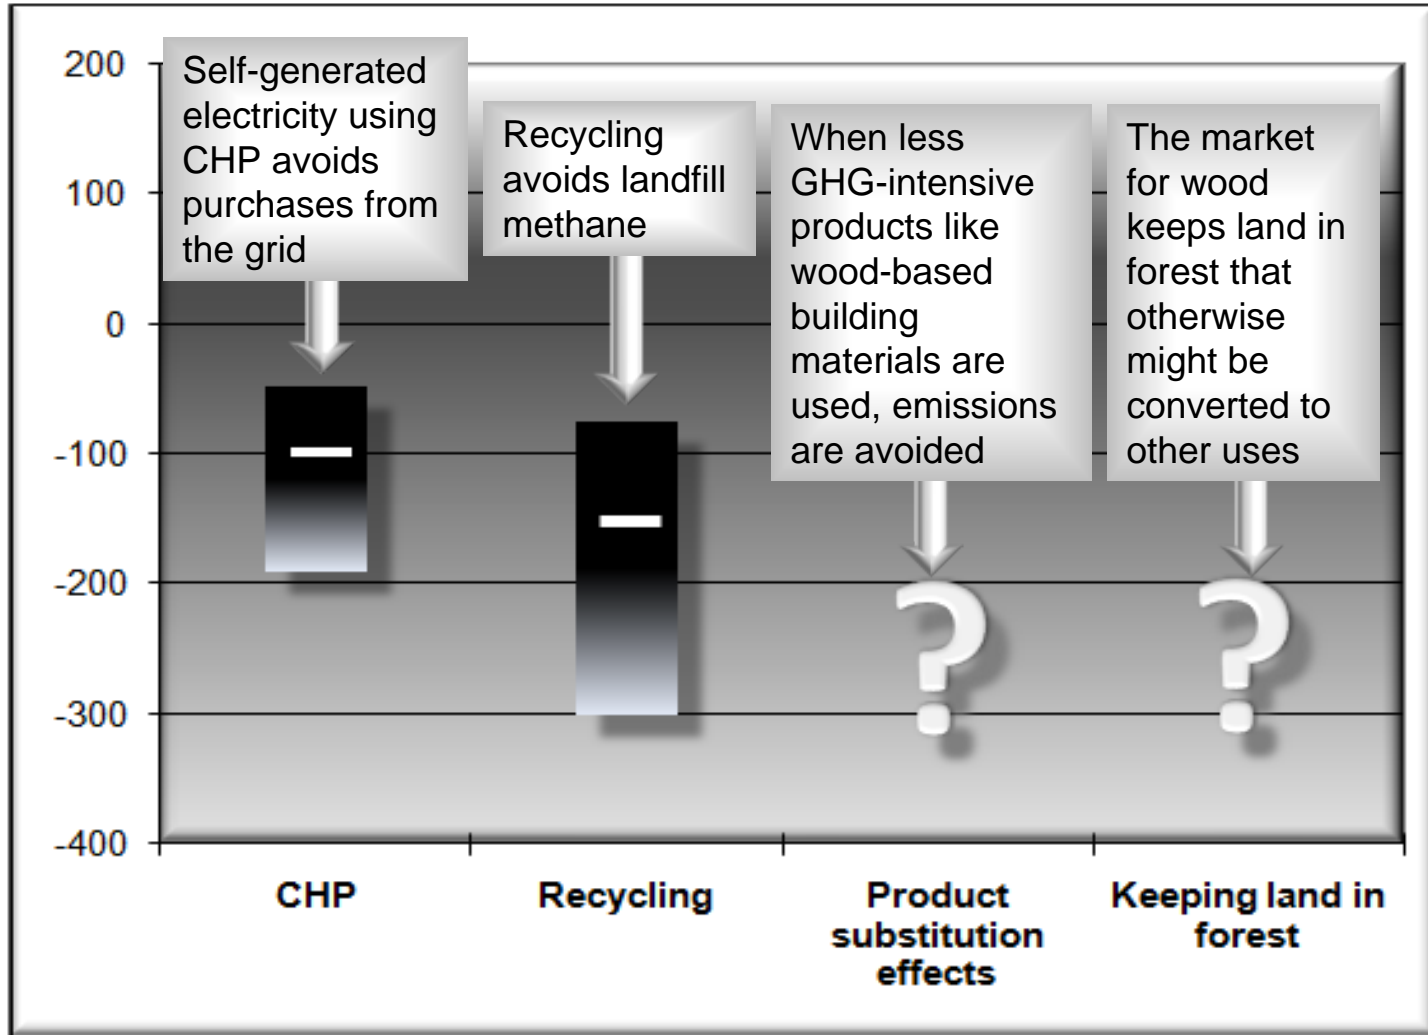 200
100
0
-100
-200
-300
-400
Self-generated
electricity using
CHP avoids
purchases from
the grid
Recycling
avoids landfill
methane
When less
GHG-intensive
products like
wood-based
building
materials are
used, emissions
are avoided
The market
for wood
keeps land in
forest that
otherwise
might be
converted to
other uses
?
?
CHP
Recycling
Product
substitution
effects
Keeping land in
forest